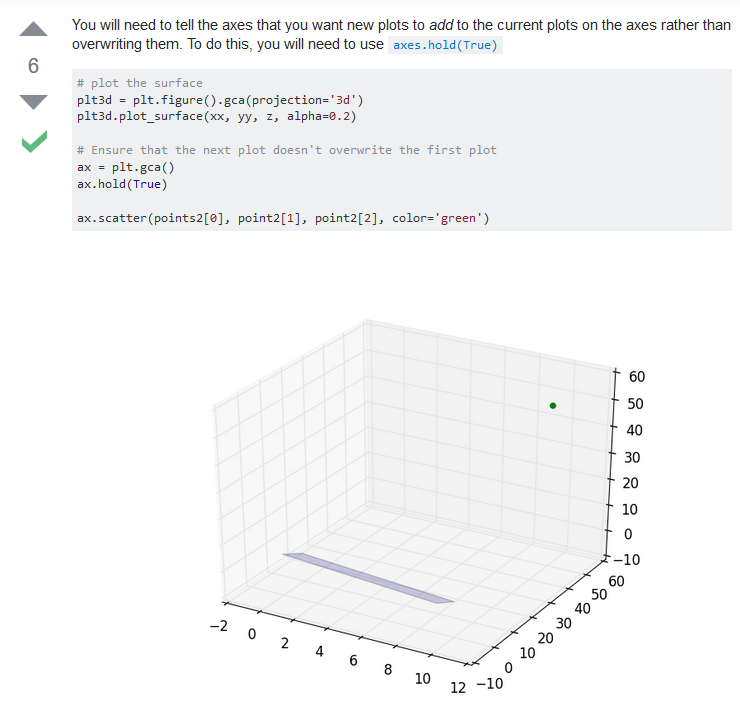 You will need to tell the axes that you want new plots to add to the current plots on the axes rather than
overwriting them. To do this, you will need to use axes.hold(True)
6
# plot the surface
plt3d = plt.figure().gca(projection='3d')
plt3d.plot_surface(xx, yy, z, alpha=0.2)
# Ensure that the next plot doesn't overwrite the first plot
ax = plt.gca()
ax.hold(True)
ax.scatter(points2[0], point2[1], point2[2], color='green')
60
50
40
30
20
10
0
−10
60
50
40
30
20
10
0
−10
−2
0
2
4
6
8
10
12